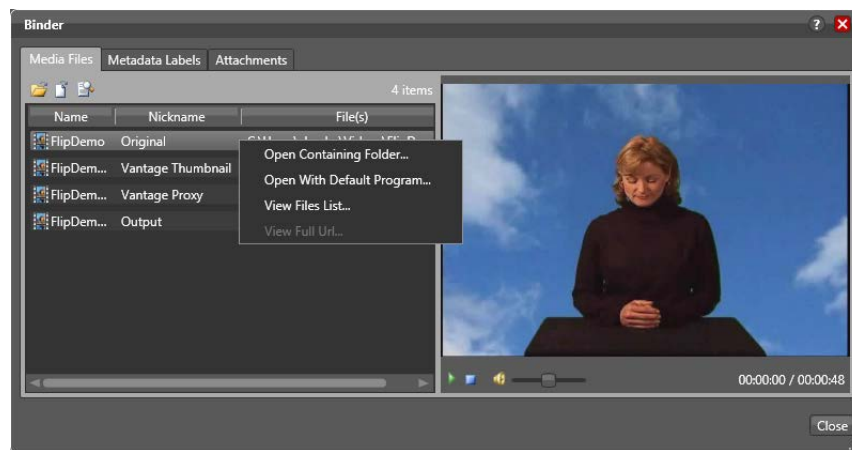 Binder
Media Files Metadata Labels Attachments
4 items
Name Nickname File(s)
FlipDemo Original
FlipDem... Vantage Thumbnail
FlipDem... Vantage Proxy
FlipDem... Output
Open Containing Folder...
Open With Default Program...
View Files List...
View Full Url...
00:00:00 / 00:00:48
Close